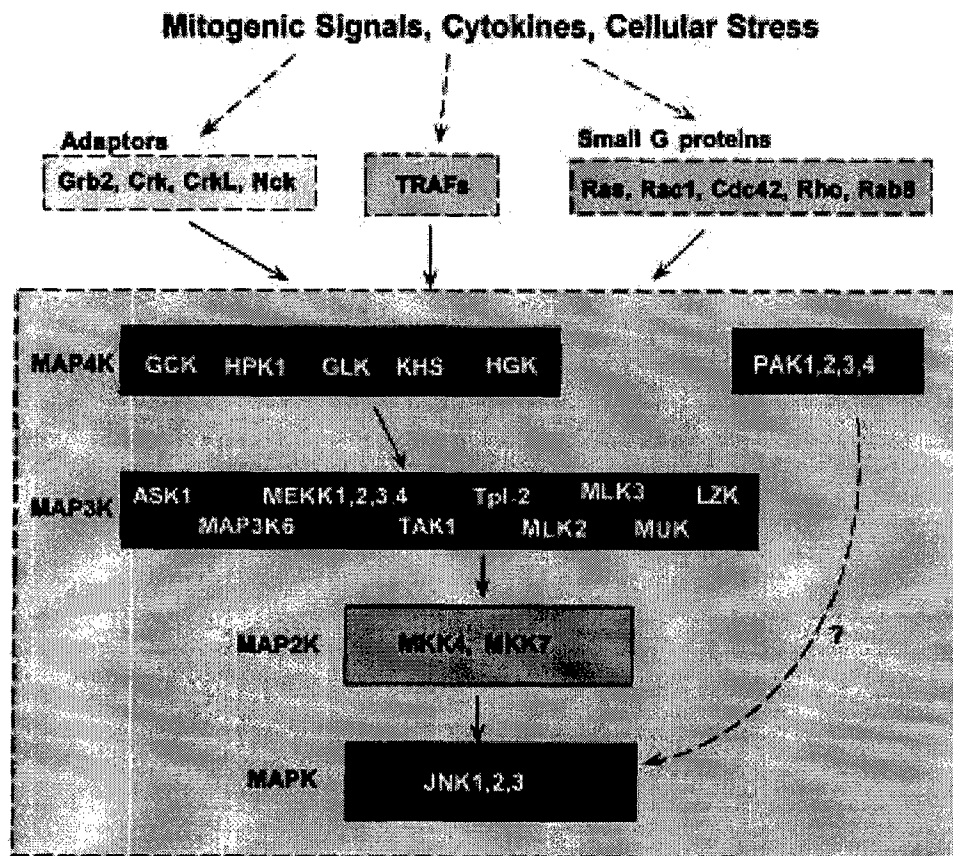 Mitogenic Signals, Cytokines, Cellular Stress
Adaptors
Grb2, Crk, CrkL, Nck
TRAFs
Small G proteins
Ras, Rac1, Cdc42, Rho, Rab8
MAP4K
GCK HPK1 GLK KHS HGK
PAK1,2,3,4
MAP3K
ASK1 MEKK1,2,3,4 Tpl-2 MLK3 LZK
MAP3K6 TAK1 MLK2 MUK
MAP2K
MKK4, MKK7
?
MAPK
JNK1,2,3